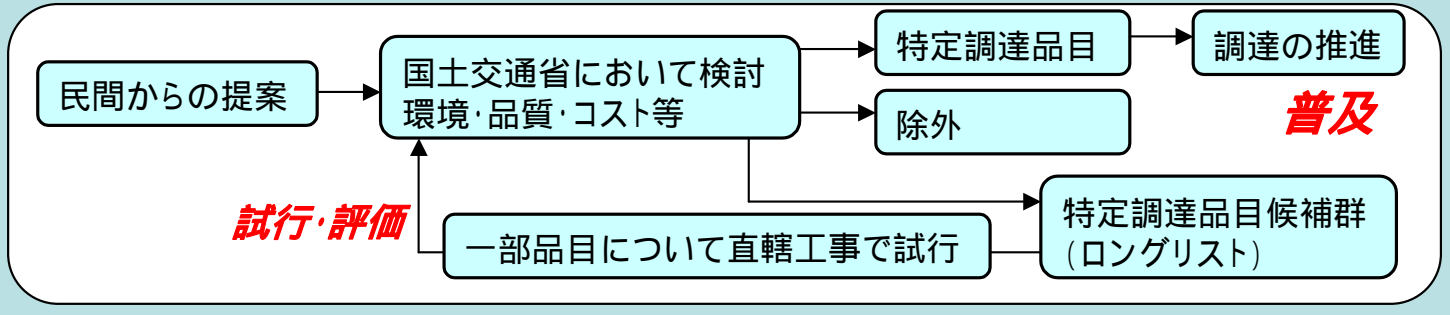 民間からの提案
国土交通省において検討
環境･品質･コスト等
特定調達品目
調達の推進
除外
普及
試行･評価
一部品目について直轄工事で試行
特定調達品目候補群
(ロングリスト)